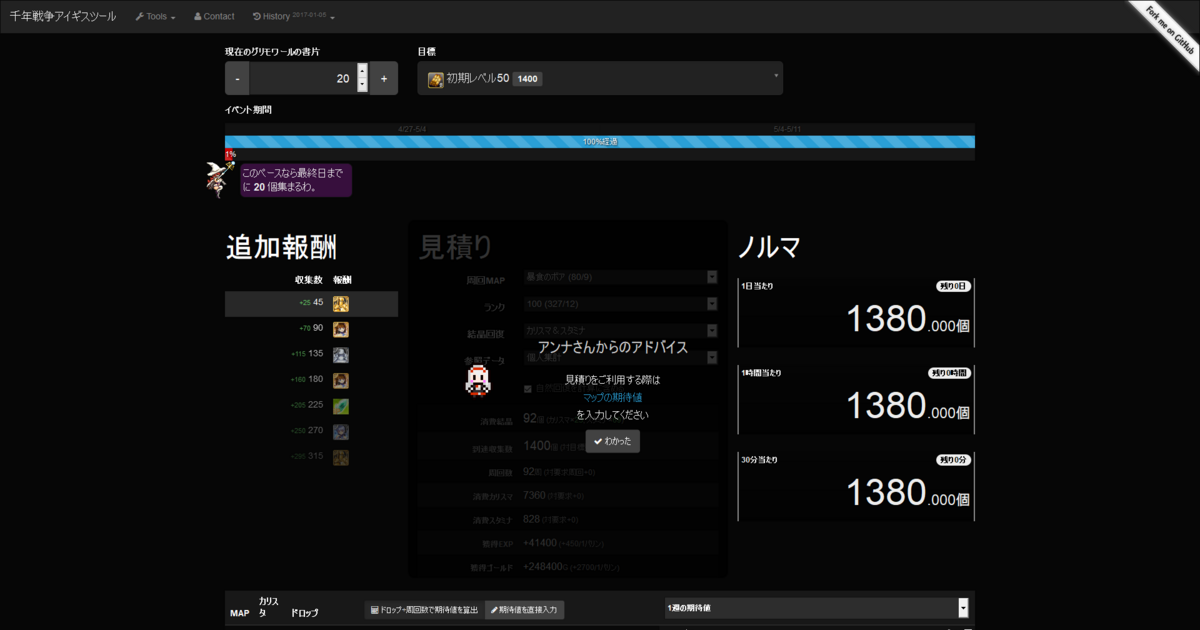 千年戦争アイギスツール
Tools
Contact
History 2017-01-05
Fork me on GitHub
現在のグリモワールの書片
- 20 +
目標
初期レベル50 1400
イベント期間
4/27-5/4 5/4-5/11
100%経過
1%
このペースなら最終日まで
に 20 個集まるわ。
追加報酬
収集数 報酬
+25 45
+70 90
+115 135
+160 180
+205 225
+250 270
+295 315
見積り
周回MAP 暴食のボア (80/9)
ランク 100 (327/12)
結晶回復 カリスマ&スタミナ
参照データ 個人集計
アンナさんからのアドバイス
見積りをご利用する際は
マップの期待値
を入力してください
わかった
消費結晶 92個
1400個
周回数 92回
消費カリスマ 7360
消費スタミナ 828
獲得EXP +41400
獲得ゴールド +248400G
ノルマ
1日当たり 残り0日
1380.000個
1時間当たり 残り0時間
1380.000個
30分当たり 残り0分
1380.000個
MAP
カリス
タ
ドロップ
ドロップ÷周回数で期待値を算出
期待値を直接入力
1週の期待値